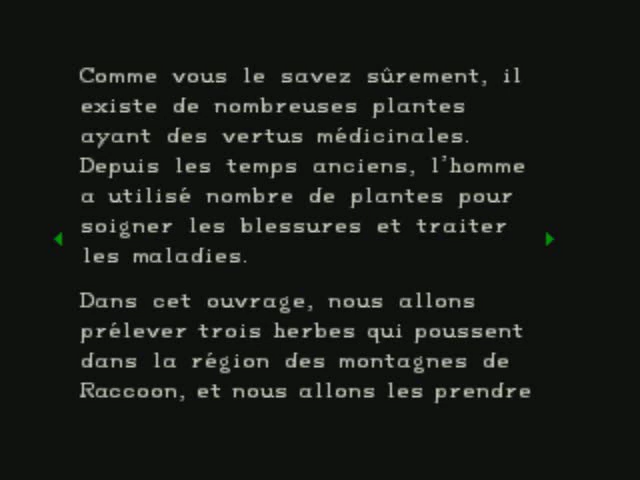 Comme vous le savez sûrement, il
existe de nombreuses plantes
ayant des vertus médicinales.
Depuis les temps anciens, l'homme
a utilisé nombre de plantes pour
soigner les blessures et traiter
les maladies.
Dans cet ouvrage, nous allons
prélever trois herbes qui poussent
dans la région des montagnes de
Raccoon, et nous allons les prendre